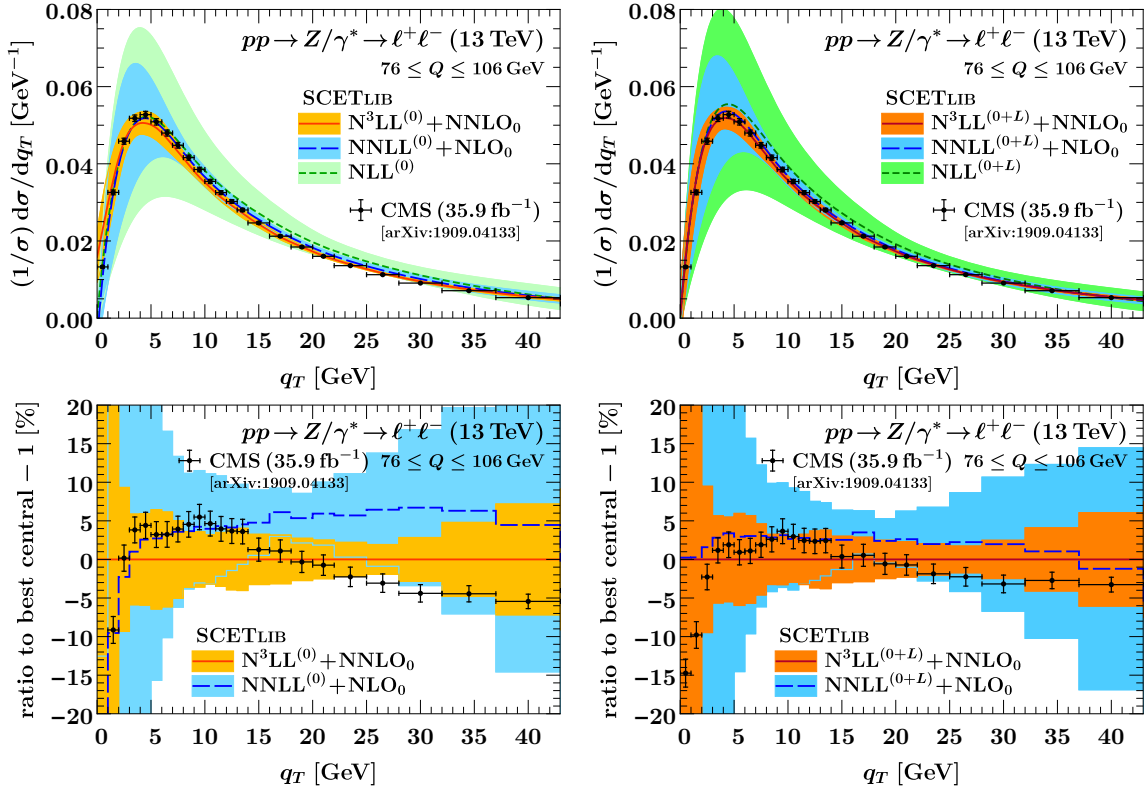 (1/σ) dσ/dq_T [GeV⁻¹]
0.08
0.06
0.04
0.02
0.00
pp → Z/γ* → ℓ⁺ℓ⁻ (13 TeV)
76 ≤ Q ≤ 106 GeV
SCETLIB
N³LL⁽⁰⁾+NNLO₀
NNLL⁽⁰⁾+NLO₀
NLL⁽⁰⁾
CMS (35.9 fb⁻¹)
[arXiv:1909.04133]
0 5 10 15 20 25 30 35 40
q_T [GeV]
(1/σ) dσ/dq_T [GeV⁻¹]
0.08
0.06
0.04
0.02
0.00
pp → Z/γ* → ℓ⁺ℓ⁻ (13 TeV)
76 ≤ Q ≤ 106 GeV
SCETLIB
N³LL⁽⁰⁺ᴸ⁾+NNLO₀
NNLL⁽⁰⁺ᴸ⁾+NLO₀
NLL⁽⁰⁺ᴸ⁾
CMS (35.9 fb⁻¹)
[arXiv:1909.04133]
0 5 10 15 20 25 30 35 40
q_T [GeV]
ratio to best central − 1 [%]
20
15
10
5
0
−5
−10
−15
−20
pp → Z/γ* → ℓ⁺ℓ⁻ (13 TeV)
CMS (35.9 fb⁻¹) 76 ≤ Q ≤ 106 GeV
[arXiv:1909.04133]
SCETLIB
N³LL⁽⁰⁾+NNLO₀
NNLL⁽⁰⁾+NLO₀
0 5 10 15 20 25 30 35 40
q_T [GeV]
ratio to best central − 1 [%]
20
15
10
5
0
−5
−10
−15
−20
pp → Z/γ* → ℓ⁺ℓ⁻ (13 TeV)
CMS (35.9 fb⁻¹) 76 ≤ Q ≤ 106 GeV
[arXiv:1909.04133]
SCETLIB
N³LL⁽⁰⁺ᴸ⁾+NNLO₀
NNLL⁽⁰⁺ᴸ⁾+NLO₀
0 5 10 15 20 25 30 35 40
q_T [GeV]